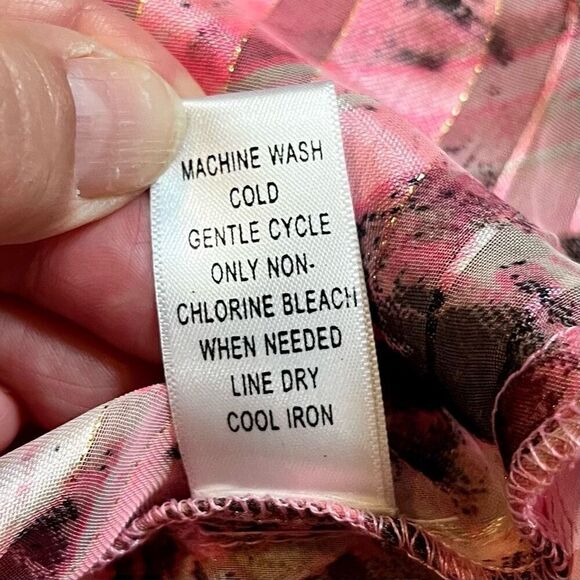 MACHINE WASH
COLD
GENTLE CYCLE
ONLY NON-
CHLORINE BLEACH
WHEN NEEDED
LINE DRY
COOL IRON